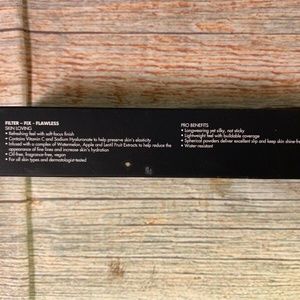 FILTER – FIX – FLAWLESS
SKIN LOVING
• Refreshing feel with soft-focus finish
• Contains Vitamin C and Sodium Hyaluronate to help preserve skin's elasticity
• Infused with a complex of Watermelon, Apple and Lentil Fruit Extracts to help reduce the
appearance of fine lines and increase skin's hydration
• Oil-free, fragrance-free, vegan
• For all skin types and dermatologist-tested
PRO BENEFITS
• Longwearing yet silky, not sticky
• Lightweight feel with buildable coverage
• Spherical powders deliver excellent slip and keep skin shine-fr
• Water-resistant